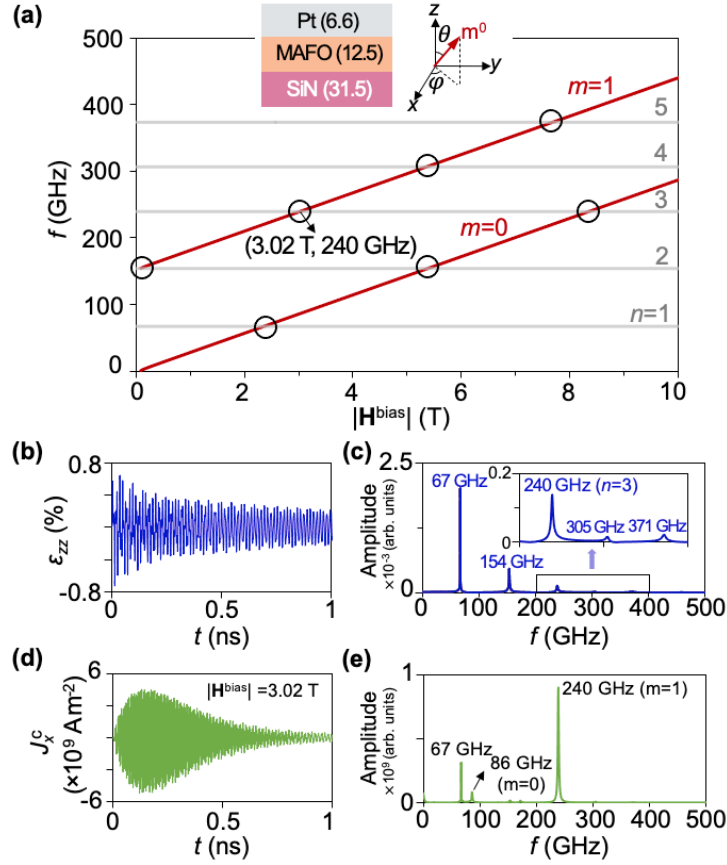 (a)
Pt (6.6)
MAFO (12.5)
SiN (31.5)
z
θ
m⁰
y
φ
x
500
400
300
200
100
0
f (GHz)
m=1
5
4
3
m=0
(3.02 T, 240 GHz)
2
n=1
0 2 4 6 8 10
|H^bias| (T)
(b)
0.8
-0.8
ε_zz (%)
0 0.5 1
t (ns)
(c)
2.5
0
Amplitude
×10⁻³ (arb. units)
67 GHz
154 GHz
0.2
0
240 GHz (n=3)
305 GHz 371 GHz
0 100 200 300 400 500
f (GHz)
(d)
6
-6
J_x^c
(×10⁹ Am⁻²)
|H^bias| =3.02 T
0 0.5 1
t (ns)
(e)
1
0
Amplitude
×10⁹ (arb. units)
240 GHz (m=1)
67 GHz
86 GHz
(m=0)
0 100 200 300 400 500
f (GHz)